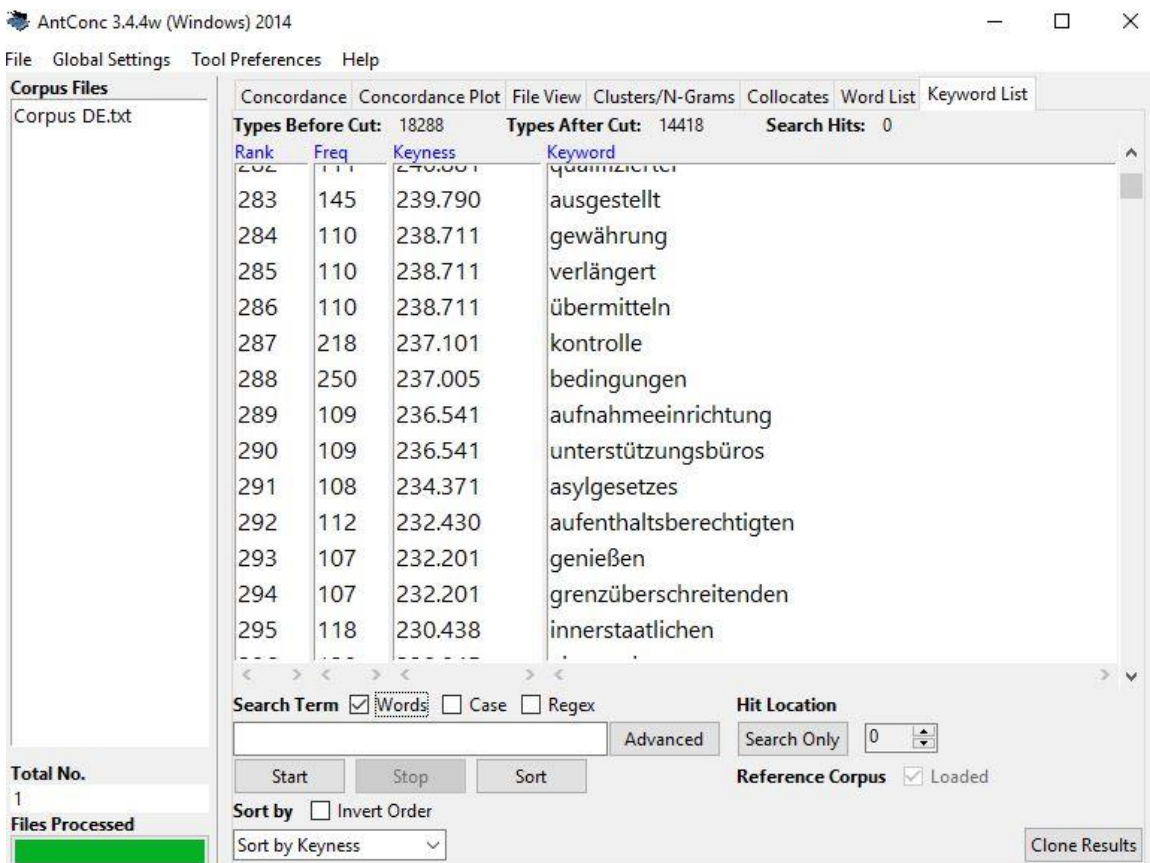 AntConc 3.4.4w (Windows) 2014
File Global Settings Tool Preferences Help
Corpus Files
Corpus DE.txt
Concordance Concordance Plot File View Clusters/N-Grams Collocates Word List Keyword List
Types Before Cut: 18288 Types After Cut: 14418 Search Hits: 0
Rank Freq Keyness Keyword
282 111 240.881 qualifizierter
283 145 239.790 ausgestellt
284 110 238.711 gewährung
285 110 238.711 verlängert
286 110 238.711 übermitteln
287 218 237.101 kontrolle
288 250 237.005 bedingungen
289 109 236.541 aufnahmeeinrichtung
290 109 236.541 unterstützungsbüros
291 108 234.371 asylgesetzes
292 112 232.430 aufenthaltsberechtigten
293 107 232.201 genießen
294 107 232.201 grenzüberschreitenden
295 118 230.438 innerstaatlichen
Search Term Words Case Regex Hit Location
Advanced Search Only 0
Start Stop Sort Reference Corpus Loaded
Sort by Invert Order
Sort by Keyness Clone Results
Total No.
1
Files Processed